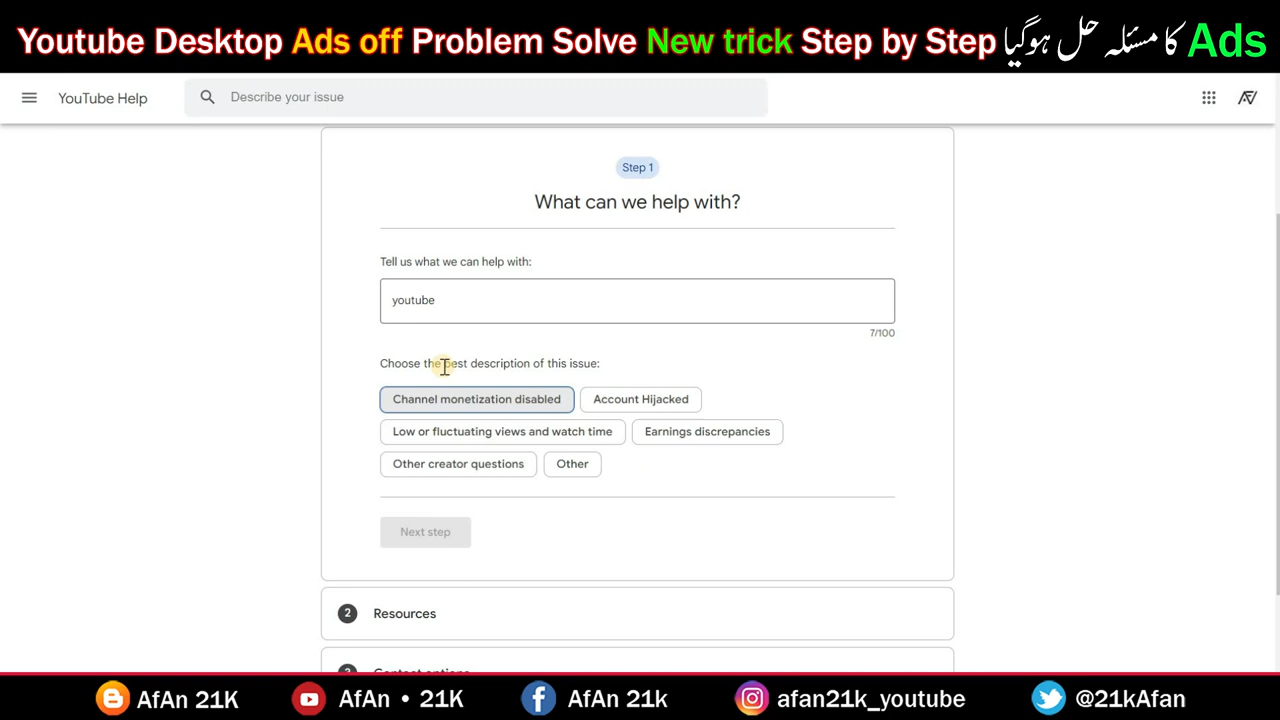 Youtube Desktop Ads off Problem Solve New trick Step by Step کا مسئلہ حل ہوگیا Ads
YouTube Help
Describe your issue
Step 1
What can we help with?
Tell us what we can help with:
youtube
7/100
Choose the best description of this issue:
Channel monetization disabled Account Hijacked
Low or fluctuating views and watch time Earnings discrepancies
Other creator questions Other
Next step
2 Resources
3 Contact options
AfAn 21K AfAn • 21K AfAn 21k afan21k_youtube @21kAfan